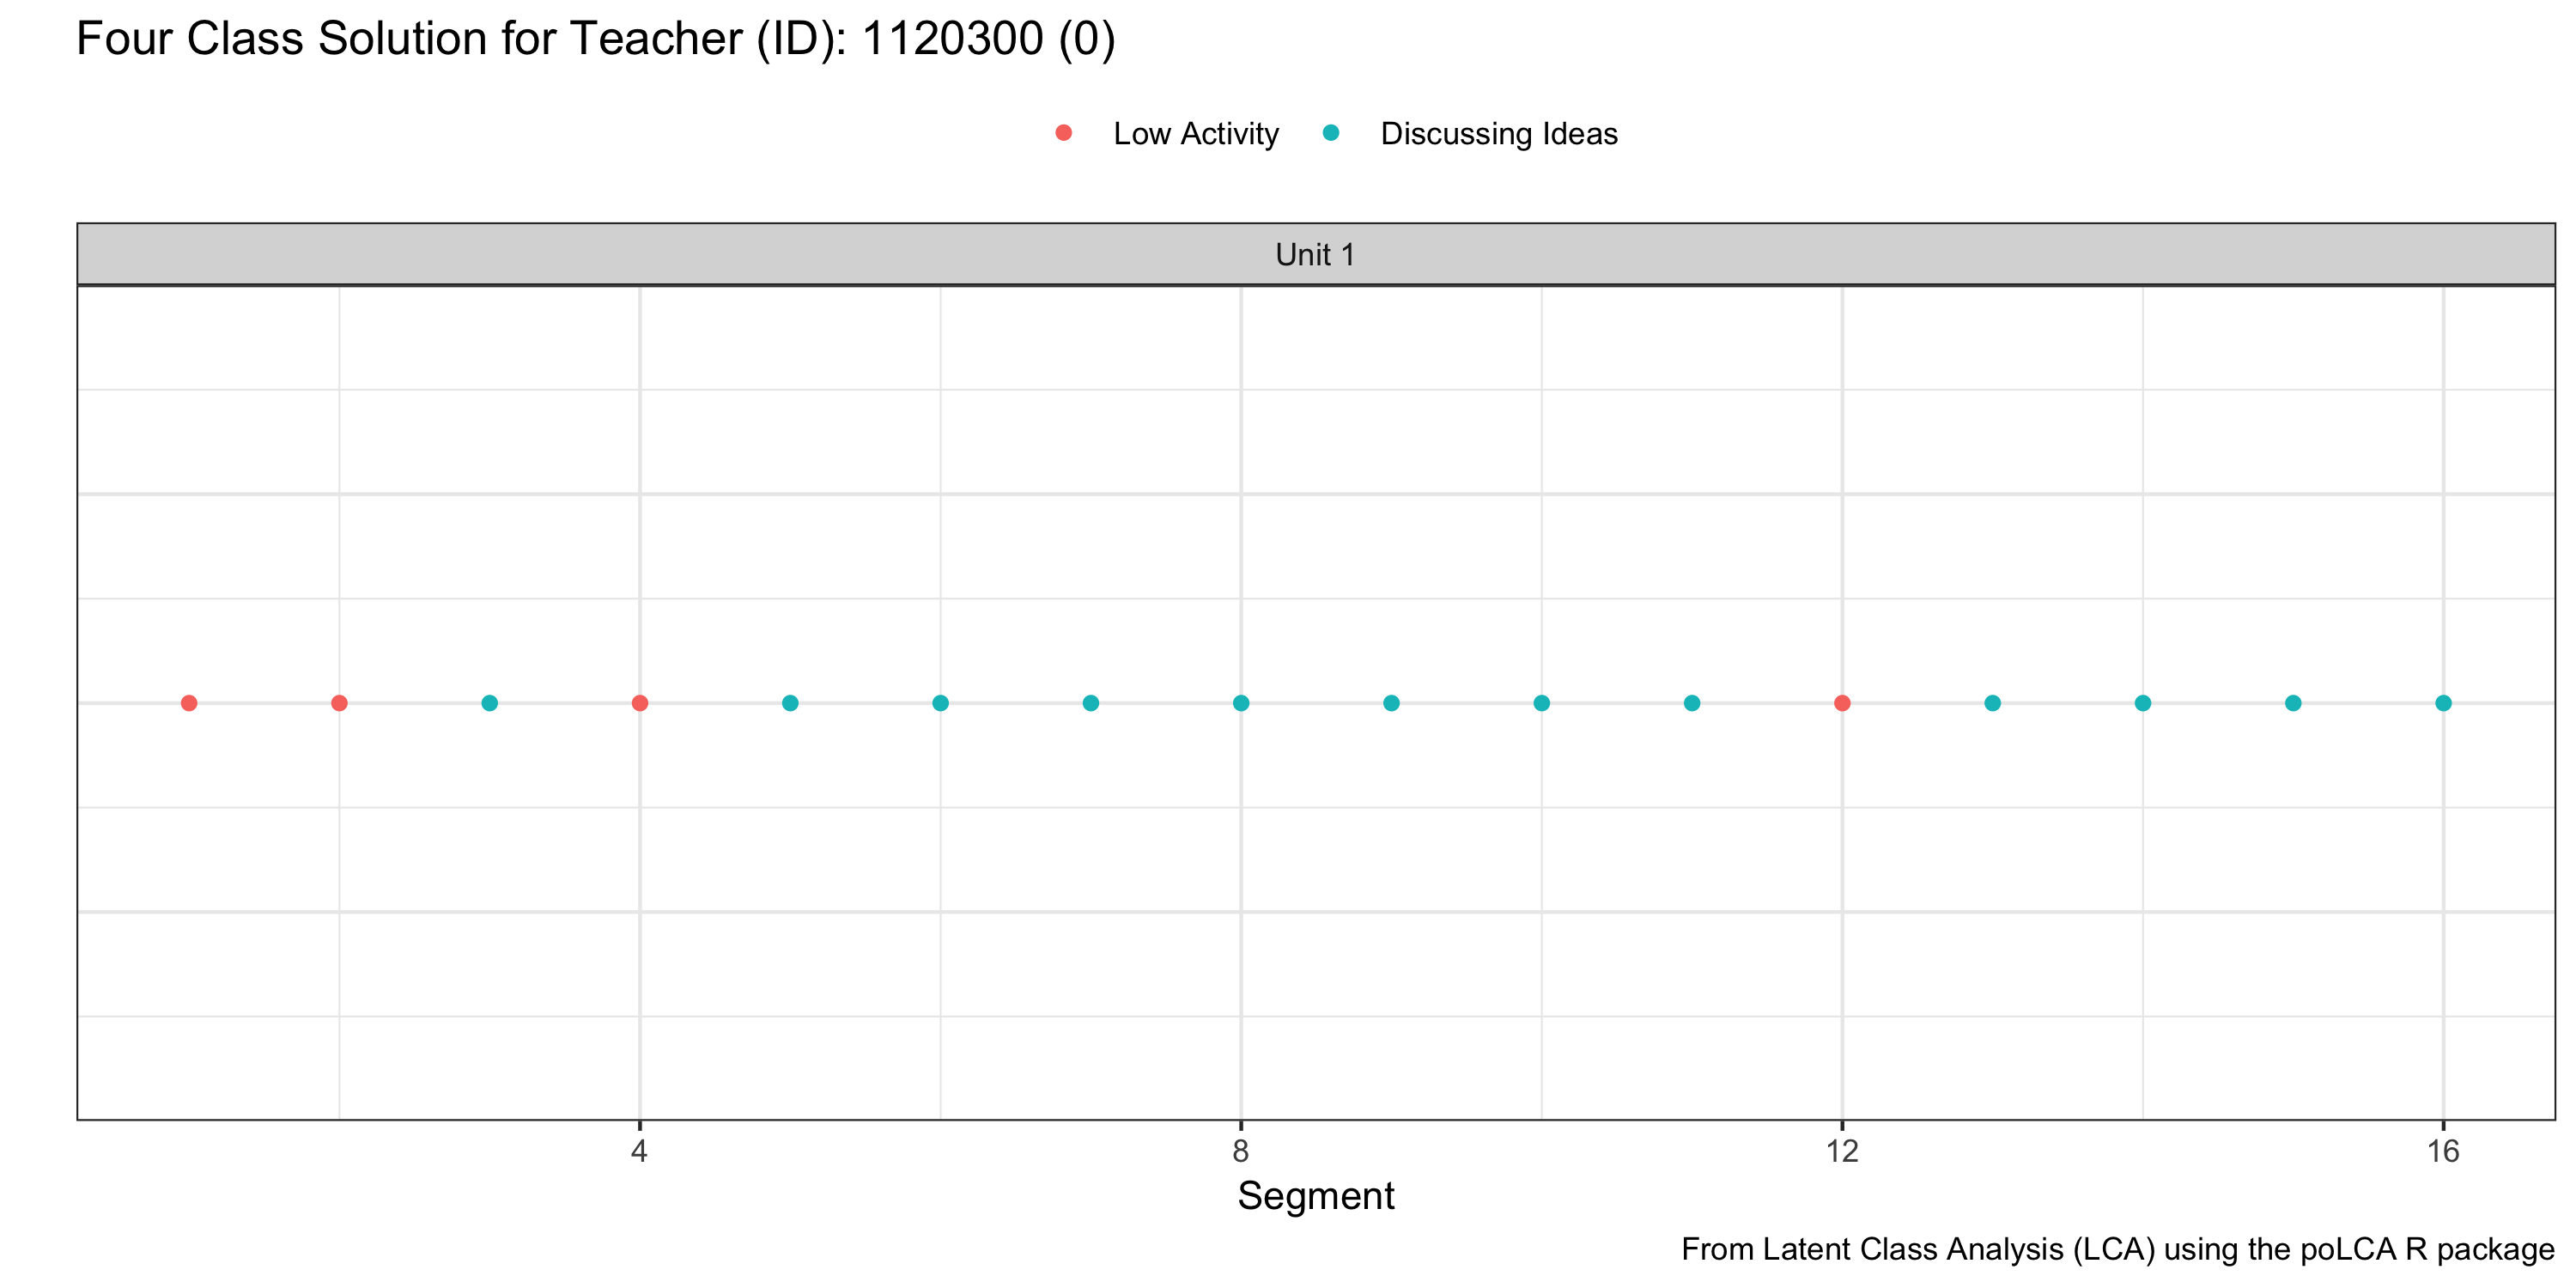 Four Class Solution for Teacher (ID): 1120300 (0)
Low Activity Discussing Ideas
Unit 1
4 8 12 16
Segment
From Latent Class Analysis (LCA) using the poLCA R package